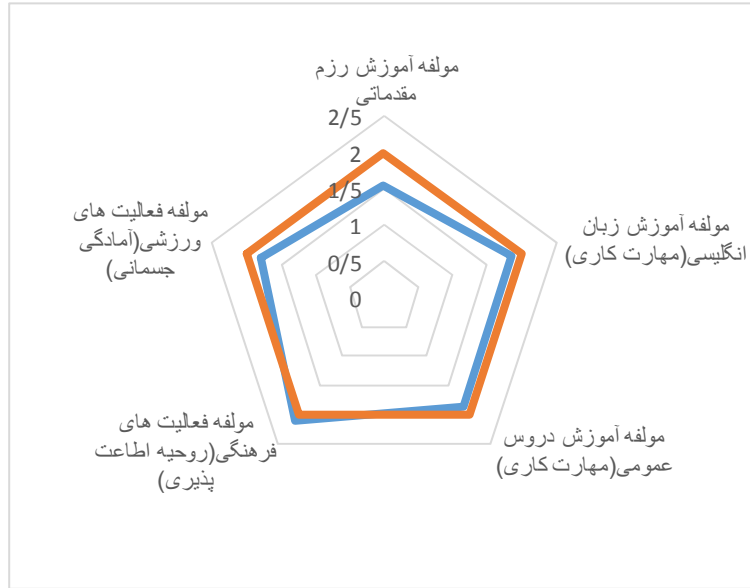 مولفه آموزش رزم
مقدماتی
2/5
2
1/5
1
0/5
0
مولفه آموزش زبان
انگلیسی(مهارت کاری)
مولفه آموزش دروس
عمومی(مهارت کاری)
مولفه فعالیت های
فرهنگی(روحیه اطاعت
پذیری)
مولفه فعالیت های
ورزشی(آمادگی
جسمانی)